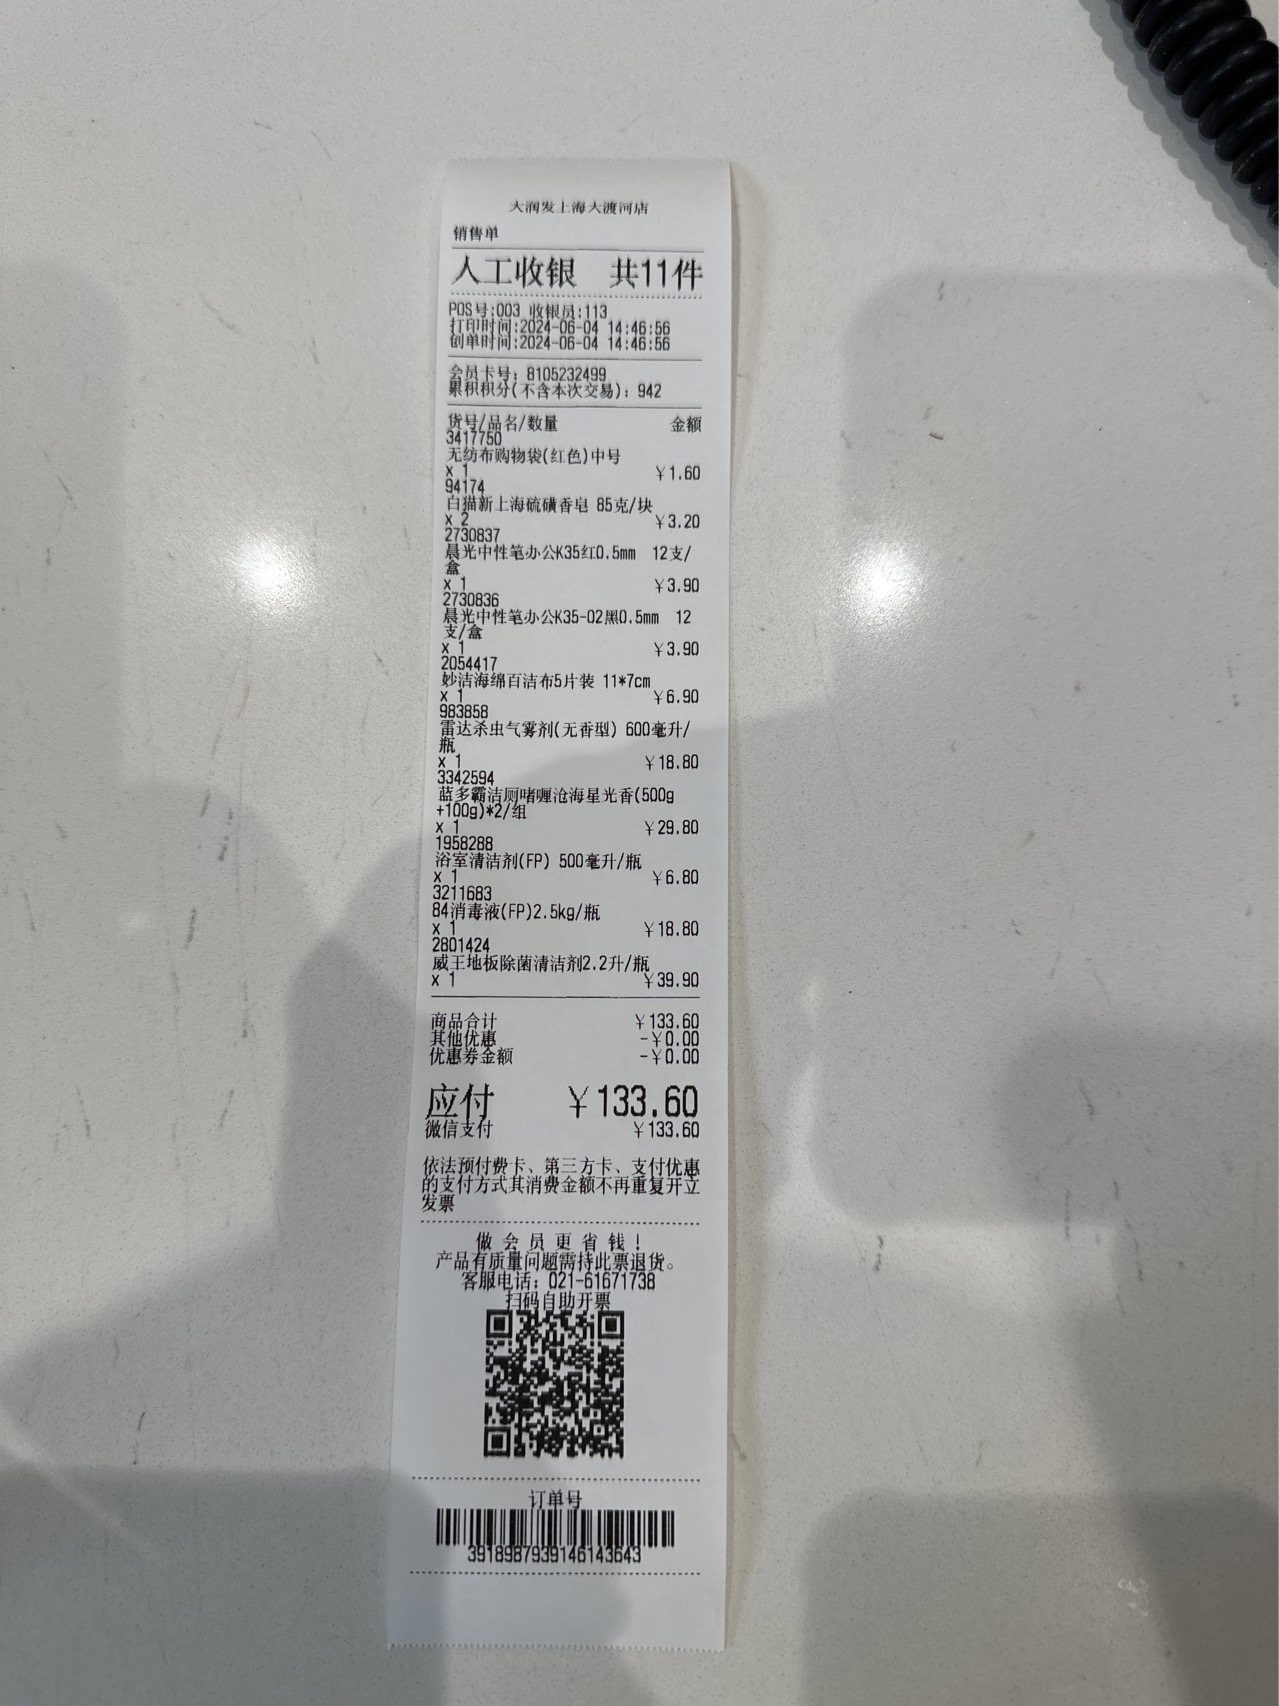 大润发上海大渡河店
销售单
人工收银 共11件
POS号:003 收银员:113
打印时间:2024-06-04 14:46:56
创单时间:2024-06-04 14:46:56
会员卡号: 8105232499
累积积分(不含本次交易): 942
货号/品名/数量 金额
3417750
无纺布购物袋(红色)中号
x 1 ￥1.60
94174
白猫新上海硫磺香皂 85克/块
x 2 ￥3.20
2730837
晨光中性笔办公K35红0.5mm 12支/
盒
x 1 ￥3.90
2730836
晨光中性笔办公K35-02黑0.5mm 12
支/盒
x 1 ￥3.90
2054417
妙洁海绵百洁布5片装 11*7cm
x 1 ￥6.90
983858
雷达杀虫气雾剂(无香型) 600毫升/
瓶
x 1 ￥18.80
3342594
蓝多霸洁厕啫喱沧海星光香(500g
+100g)*2/组
x 1 ￥29.80
1958288
浴室清洁剂(FP) 500毫升/瓶
x 1 ￥6.80
3211683
84消毒液(FP)2.5kg/瓶
x 1 ￥18.80
2801424
威王地板除菌清洁剂2.2升/瓶
x 1 ￥39.90
商品合计 ￥133.60
其他优惠 -￥0.00
优惠券金额 -￥0.00
应付 ￥133.60
微信支付 ￥133.60
依法预付费卡、第三方卡、支付优惠
的支付方式其消费金额不再重复开立
发票
做会员更省钱!
产品有质量问题需持此票退货。
客服电话: 021-61671738
扫码自助开票
订单号
3918987939146143643